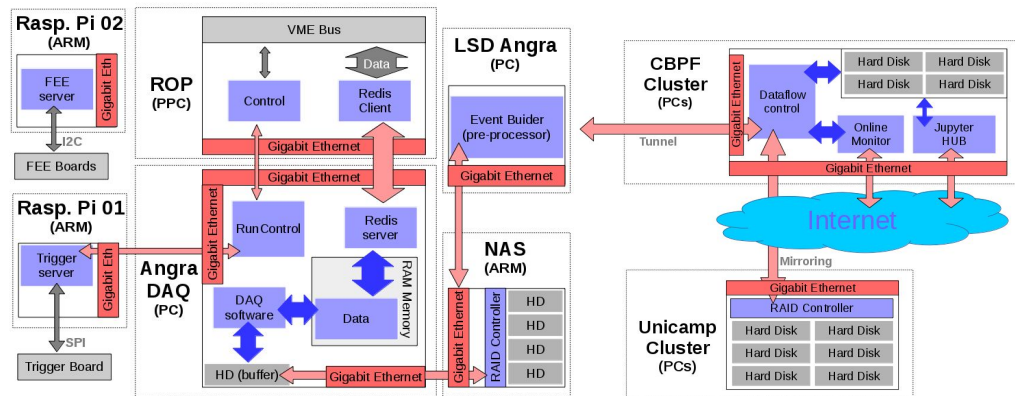 Rasp. Pi 02
(ARM)
FEE
server
Gigabit Eth
I2C
FEE Boards
Rasp. Pi 01
(ARM)
Trigger
server
Gigabit Eth
SPI
Trigger Board
ROP
(PPC)
VME Bus
Data
Control
Redis
Client
Gigabit Ethernet
Gigabit Ethernet
Gigabit Ethernet
Run Control
Redis
server
Angra
DAQ
(PC)
RAM Memory
DAQ
software
Data
HD (buffer)
Gigabit Ethernet
LSD Angra
(PC)
Event Buider
(pre-processor)
Gigabit Ethernet
NAS
(ARM)
Gigabit Ethernet
RAID Controller
HD
HD
HD
HD
Tunnel
CBPF
Cluster
(PCs)
Gigabit Ethernet
Dataflow
control
Hard Disk
Hard Disk
Hard Disk
Hard Disk
Online
Monitor
Jupyter
HUB
Gigabit Ethernet
Internet
Mirroring
Unicamp
Cluster
(PCs)
Gigabit Ethernet
RAID Controller
Hard Disk
Hard Disk
Hard Disk
Hard Disk
Hard Disk
Hard Disk